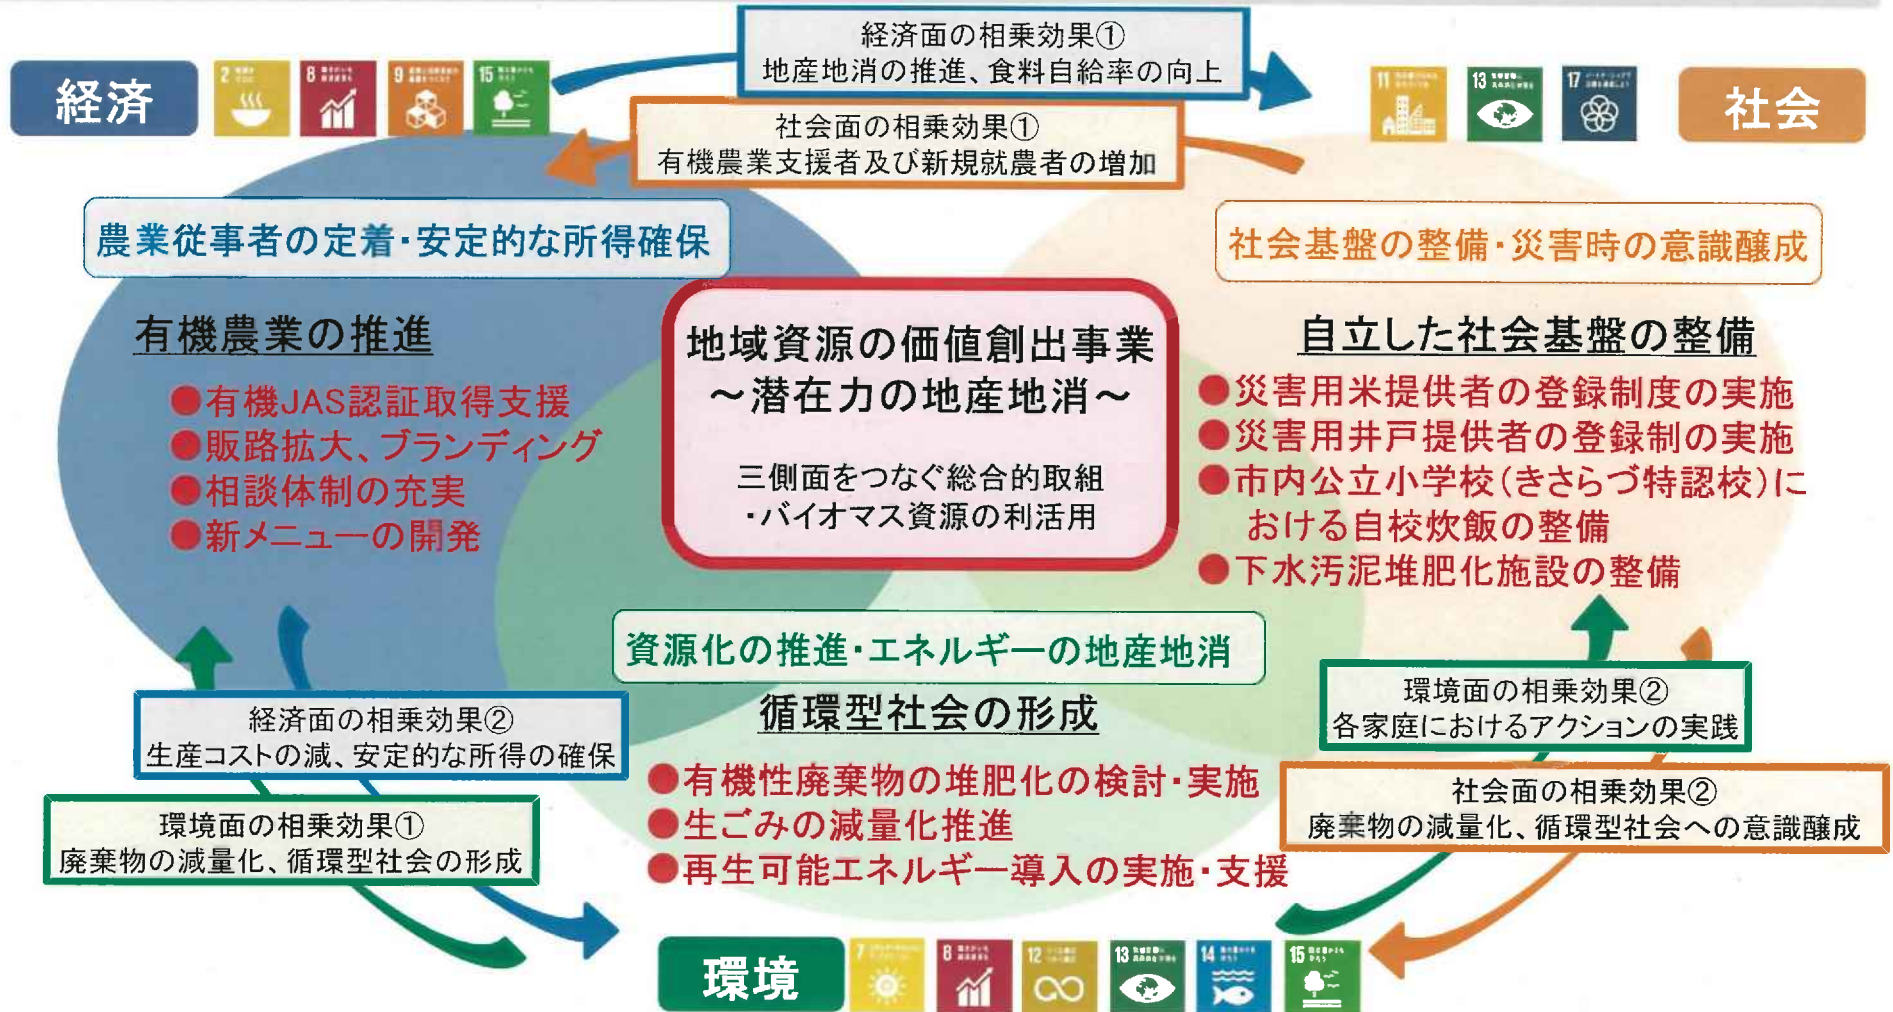 経済面の相乗効果①
地産地消の推進、食料自給率の向上
経済
2
8
9
15
11
13
17
社会
社会面の相乗効果①
有機農業支援者及び新規就農者の増加
農業従事者の定着・安定的な所得確保
社会基盤の整備・災害時の意識醸成
有機農業の推進
●有機JAS認証取得支援
●販路拡大、ブランディング
●相談体制の充実
●新メニューの開発
地域資源の価値創出事業
～潜在力の地産地消～
三側面をつなぐ総合的取組
・バイオマス資源の利活用
自立した社会基盤の整備
●災害用米提供者の登録制度の実施
●災害用井戸提供者の登録制の実施
●市内公立小学校(きさらづ特認校)に
おける自校炊飯の整備
●下水汚泥堆肥化施設の整備
資源化の推進・エネルギーの地産地消
循環型社会の形成
●有機性廃棄物の堆肥化の検討・実施
●生ごみの減量化推進
●再生可能エネルギー導入の実施・支援
経済面の相乗効果②
生産コストの減、安定的な所得の確保
環境面の相乗効果①
廃棄物の減量化、循環型社会の形成
環境面の相乗効果②
各家庭におけるアクションの実践
社会面の相乗効果②
廃棄物の減量化、循環型社会への意識醸成
環境
7
8
12
13
14
15